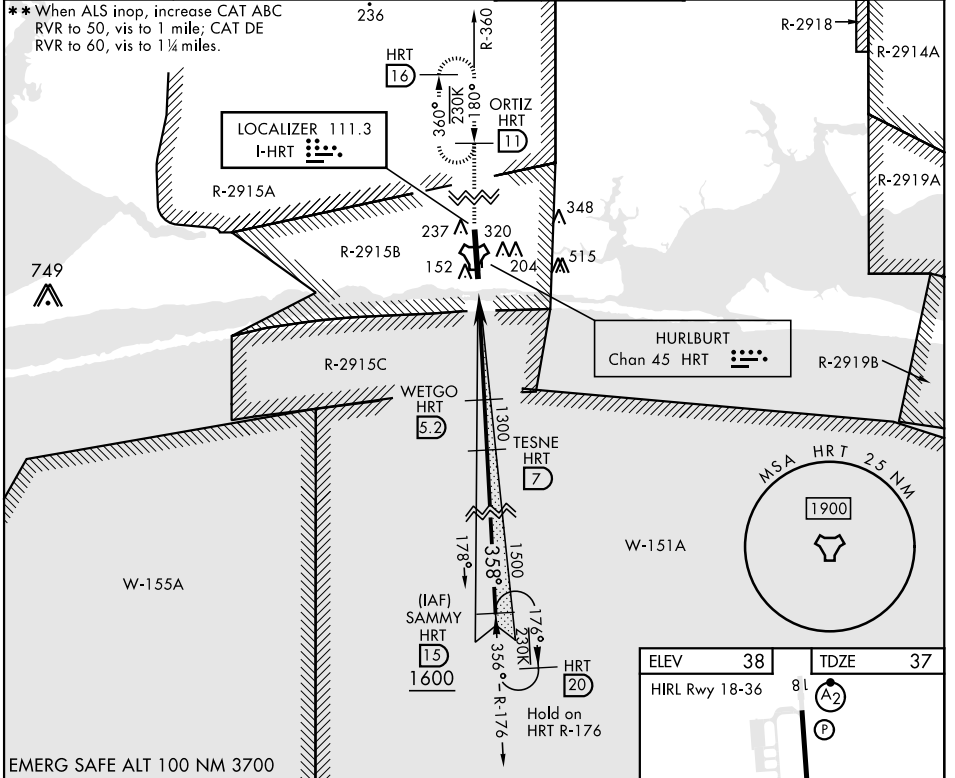 ** When ALS inop, increase CAT ABC
RVR to 50, vis to 1 mile; CAT DE
RVR to 60, vis to 1¼ miles.
236
R-360
R-2918
R-2914A
HRT
16
360°
230K
180°
ORTIZ
HRT
11
LOCALIZER 111.3
I-HRT
R-2915A
R-2919A
348
237
320
R-2915B
152
204
515
749
HURLBURT
Chan 45 HRT
R-2915C
R-2919B
WETGO
HRT
5.2
1300
TESNE
HRT
7
MSA HRT 25 NM
1900
178°
358°
1500
W-151A
W-155A
(IAF)
SAMMY
HRT
15
1600
176°
230K
356°- R-176
HRT
20
Hold on
HRT R-176
ELEV 38
TDZE 37
HIRL Rwy 18-36
18
A2
P
EMERG SAFE ALT 100 NM 3700